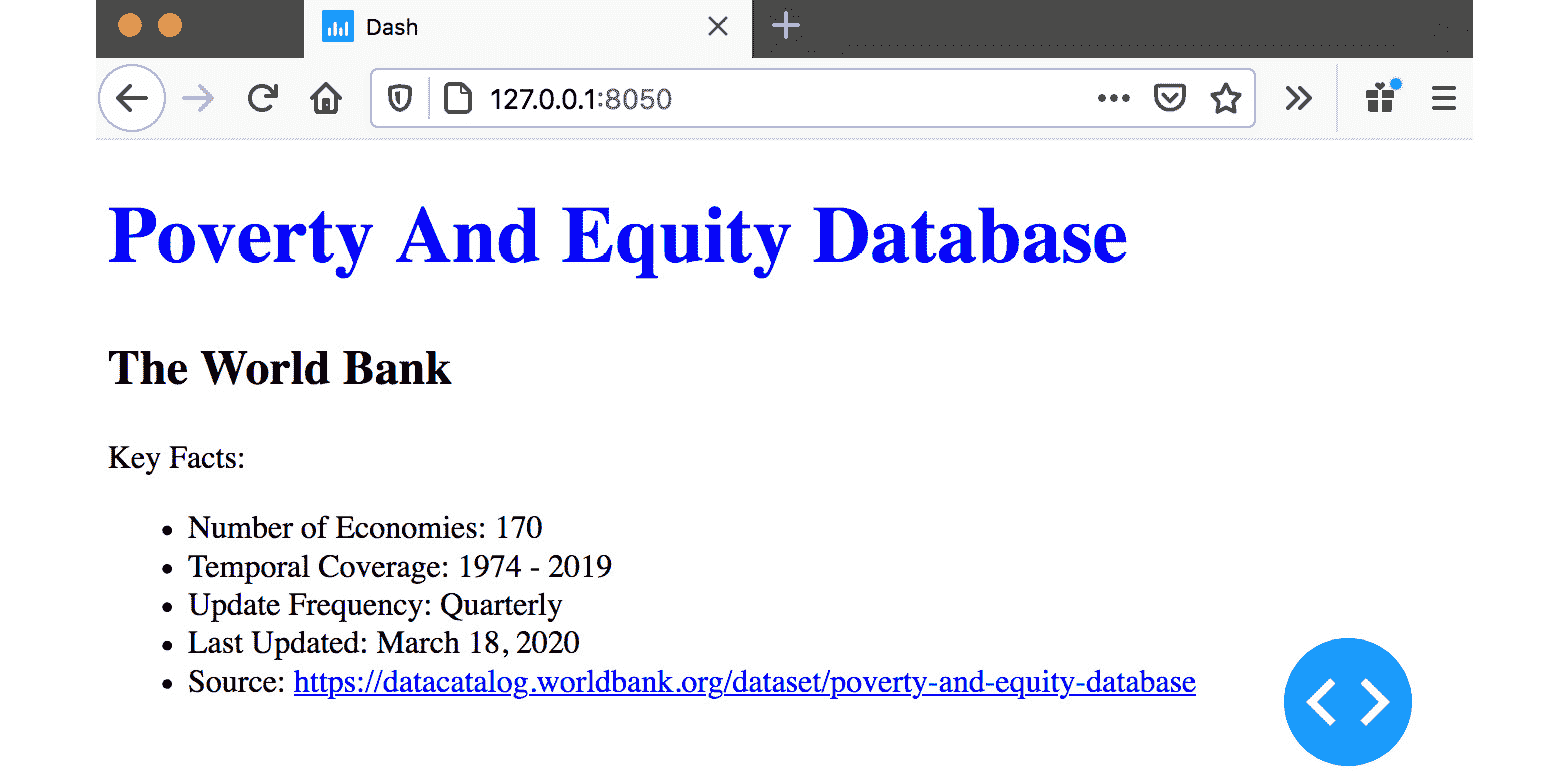 Dash
127.0.0.1:8050
Poverty And Equity Database
The World Bank
Key Facts:
Number of Economies: 170
Temporal Coverage: 1974 - 2019
Update Frequency: Quarterly
Last Updated: March 18, 2020
Source: https://datacatalog.worldbank.org/dataset/poverty-and-equity-database